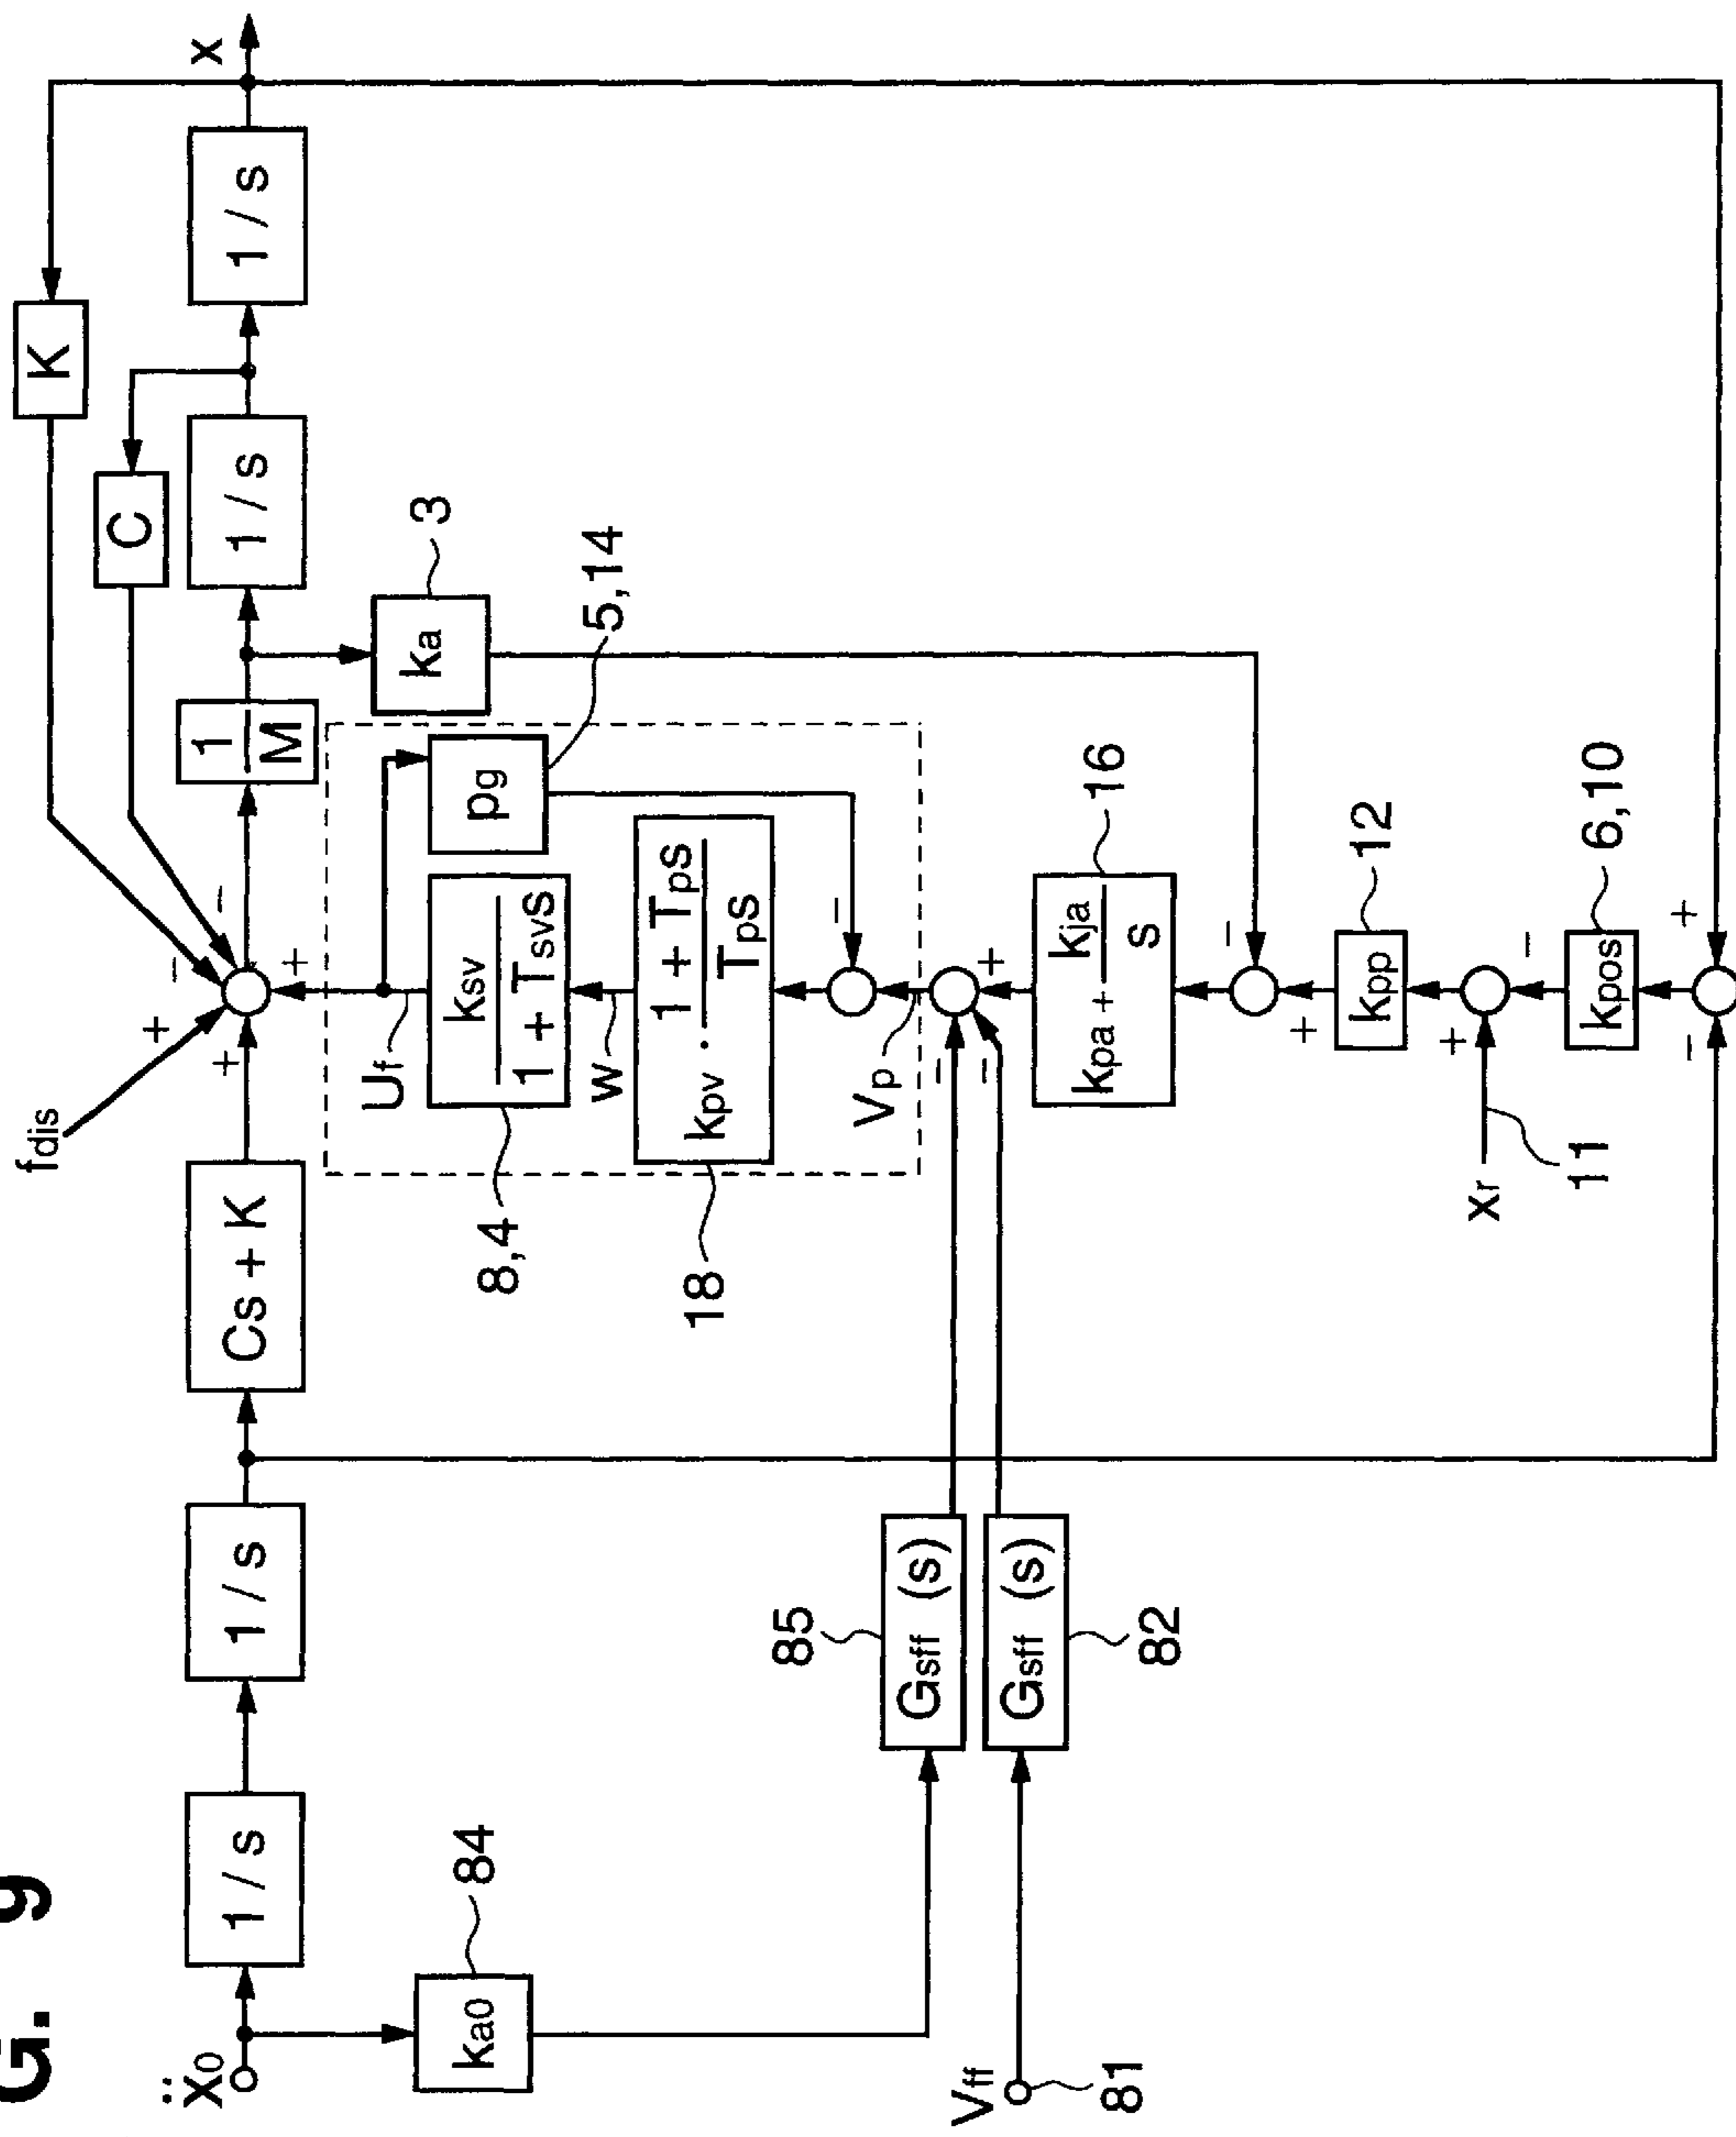 G. 9
ẍ0
1 / s
1 / s
Cs + K
fdis
+
+
−
−
+
1
M
1 / s
C
K
1 / s
x
ka0
84
ka
3
Uf
ksv
1 + Tsvs
8,4
pg
5,14
w
kpv · 1 + Tps
Tps
18
−
Vp
−
−
+
85
Gsff (s)
Gsff (s)
82
Vff
81
kpa + kja
s
16
−
+
kpp
12
xr
11
+
−
kpos
6,10
−
+